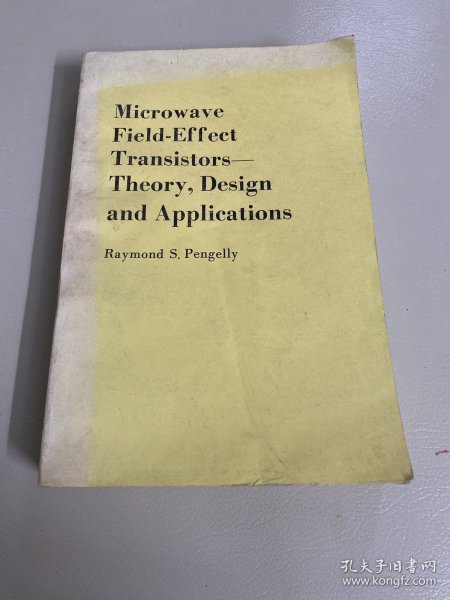 Microwave
Field-Effect
Transistors—
Theory, Design
and Applications
Raymond S. Pengelly
孔夫子旧书网
www.kongfz.com